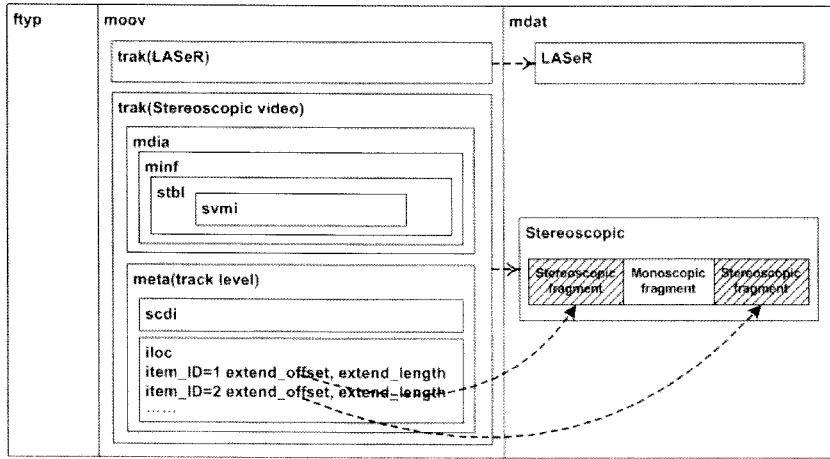 ftyp
moov
mdat
trak(LASeR)
LASeR
trak(Stereoscopic video)
mdia
minf
stbl
svmi
Stereoscopic
Stereoscopic
fragment
Monoscopic
fragment
Stereoscopic
fragment
meta(track level)
scdi
iloc
item_ID=1 extend_offset, extend_length
item_ID=2 extend_offset, extend_length
……